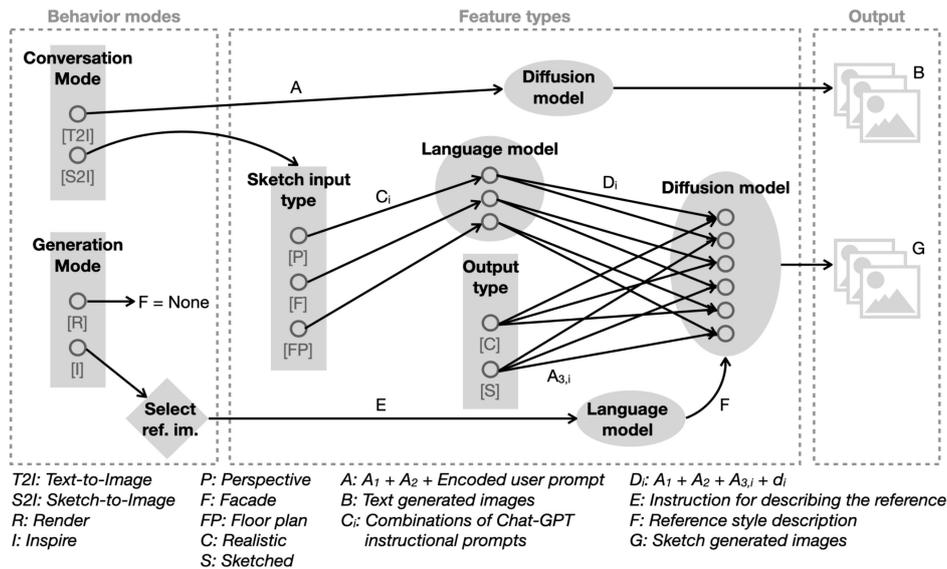 Behavior modes
Feature types
Output
Conversation
Mode
[T2I]
[S2I]
A
Diffusion
model
B
Sketch input
type
[P]
[F]
[FP]
Cᵢ
Language model
Dᵢ
Diffusion model
Generation
Mode
[R]
F = None
[I]
Output
type
[C]
[S]
A₃,ᵢ
G
Select
ref. im.
E
Language
model
F
T2I: Text-to-Image
S2I: Sketch-to-Image
R: Render
I: Inspire
P: Perspective
F: Facade
FP: Floor plan
C: Realistic
S: Sketched
A: A₁ + A₂ + Encoded user prompt
B: Text generated images
Cᵢ: Combinations of Chat-GPT
instructional prompts
Dᵢ: A₁ + A₂ + A₃,ᵢ + dᵢ
E: Instruction for describing the reference
F: Reference style description
G: Sketch generated images